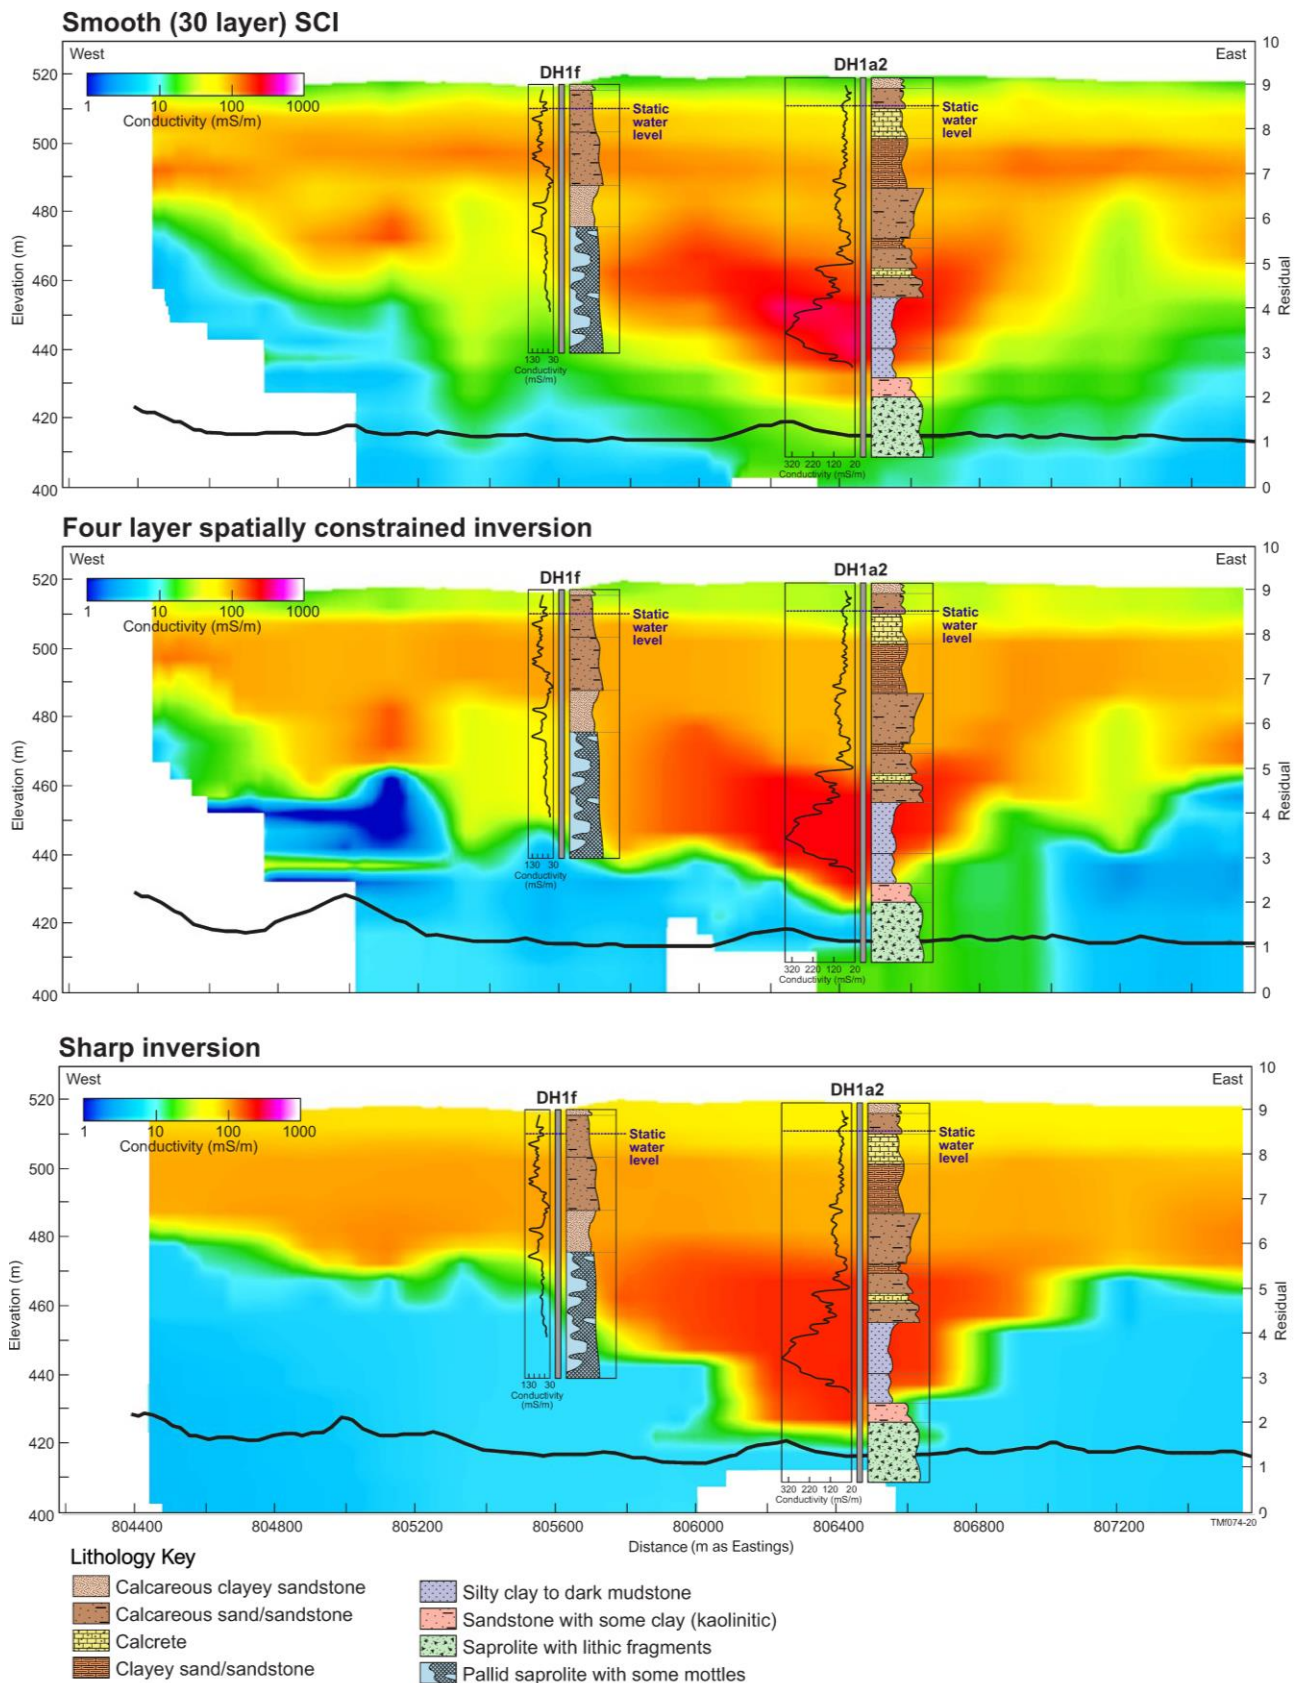 Smooth (30 layer) SCI
West
East
10
520
DH1f
DH1a2
9
1 10 100 1000
Conductivity (mS/m)
Static
water
level
Static
water
level
8
500
7
480
6
Elevation (m)
460
5
Residual
4
440
3
130 30
Conductivity
(mS/m)
2
420
1
320 220 120 20
Conductivity (mS/m)
400
0
Four layer spatially constrained inversion
West
East
10
520
DH1f
DH1a2
9
1 10 100 1000
Conductivity (mS/m)
Static
water
level
Static
water
level
8
500
7
480
6
Elevation (m)
460
5
Residual
4
440
3
130 30
Conductivity
(mS/m)
2
420
1
320 220 120 20
Conductivity (mS/m)
400
0
Sharp inversion
West
East
10
520
DH1f
DH1a2
9
1 10 100 1000
Conductivity (mS/m)
Static
water
level
Static
water
level
8
500
7
480
6
Elevation (m)
460
5
Residual
4
440
3
130 30
Conductivity
(mS/m)
2
420
1
320 220 120 20
Conductivity (mS/m)
400
0
804400 804800 805200 805600 806000 806400 806800 807200
TMf074-20
Distance (m as Eastings)
Lithology Key
Calcareous clayey sandstone
Calcareous sand/sandstone
Calcrete
Clayey sand/sandstone
Silty clay to dark mudstone
Sandstone with some clay (kaolinitic)
Saprolite with lithic fragments
Pallid saprolite with some mottles